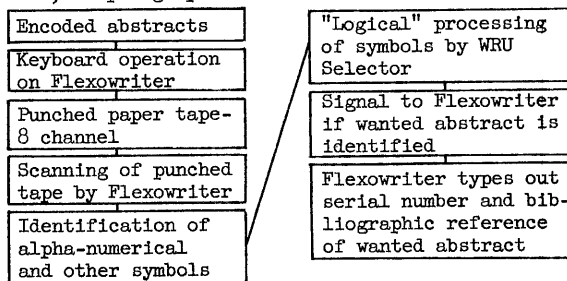 Encoded abstracts
Keyboard operation
on Flexowriter
Punched paper tape-
8 channel
Scanning of punched
tape by Flexowriter
Identification of
alpha-numerical
and other symbols
"Logical" processing
of symbols by WRU
Selector
Signal to Flexowriter
if wanted abstract is
identified
Flexowriter types out
serial number and bib-
liographic reference
of wanted abstract